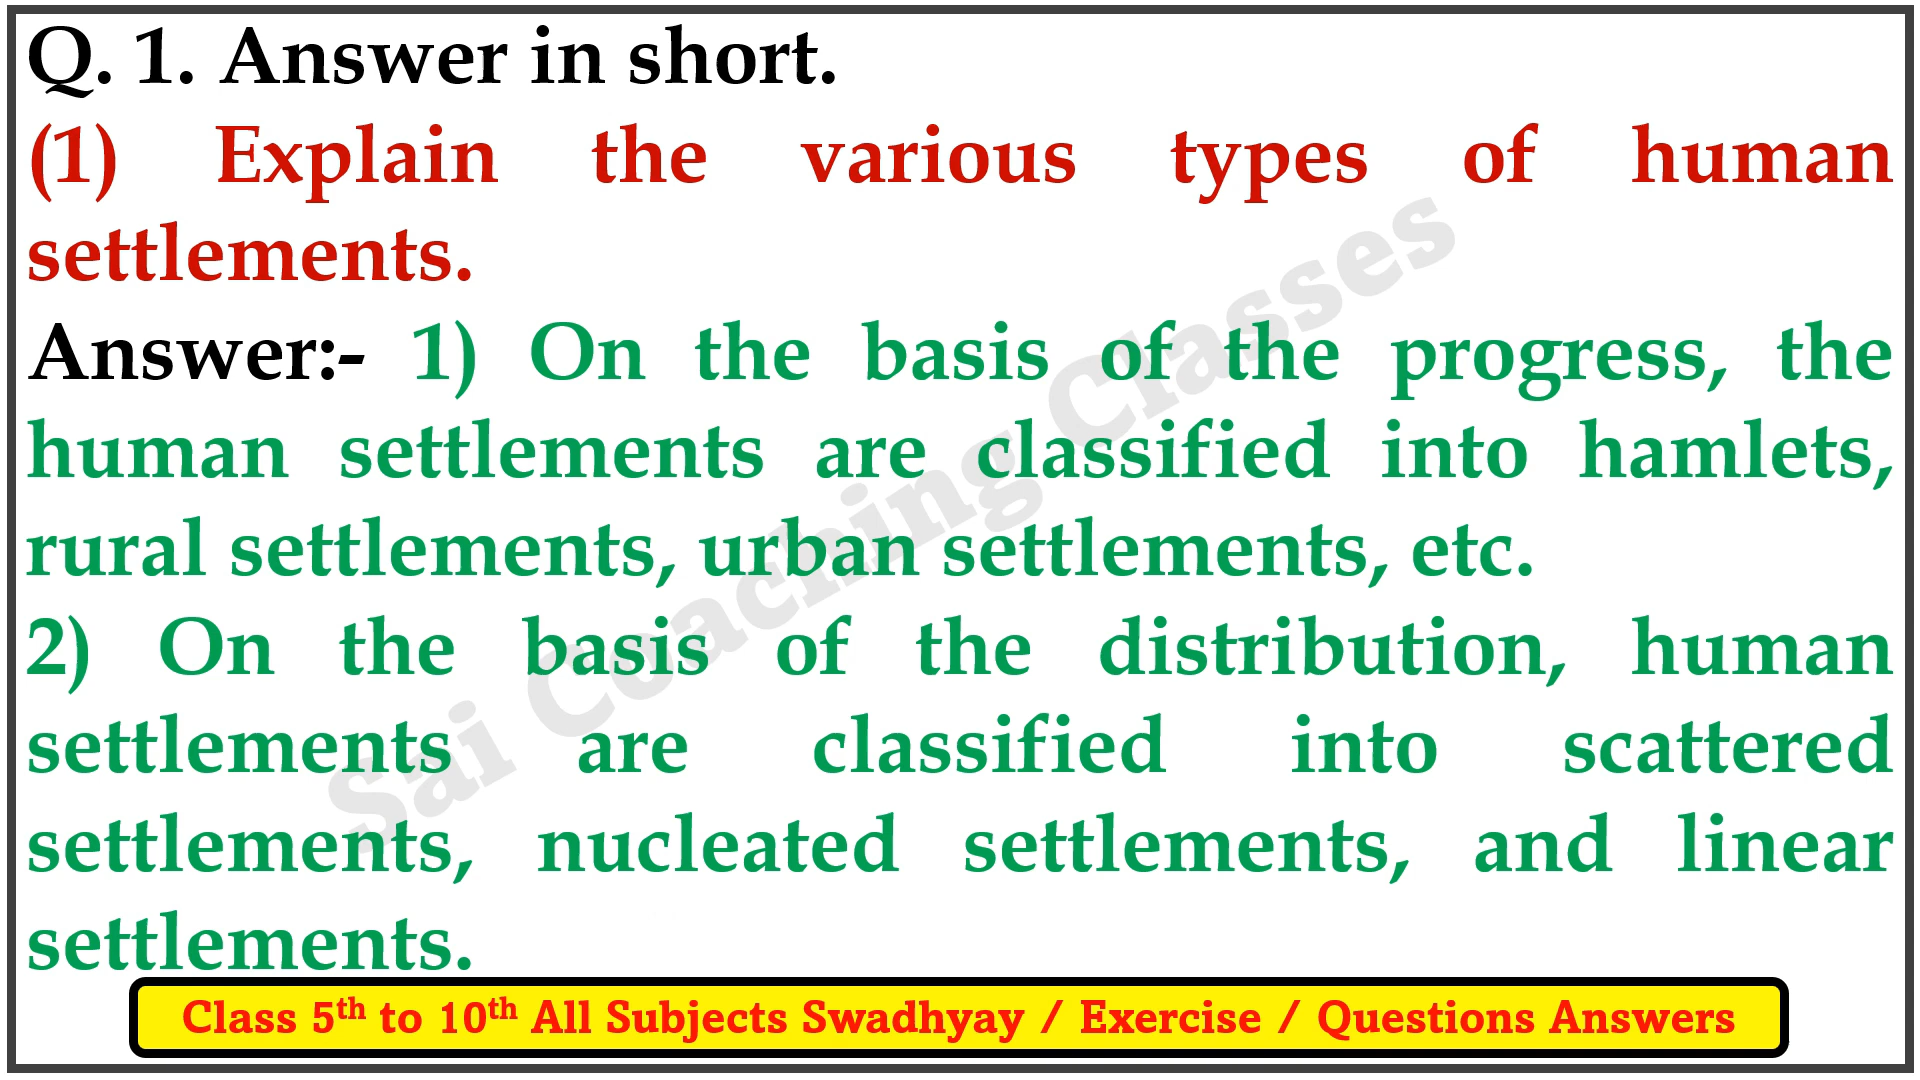 Q. 1. Answer in short.
(1) Explain the various types of human
settlements.
Answer:- 1) On the basis of the progress, the
human settlements are classified into hamlets,
rural settlements, urban settlements, etc.
2) On the basis of the distribution, human
settlements are classified into scattered
settlements, nucleated settlements, and linear
settlements.
Sai Coaching Classes
Class 5th to 10th All Subjects Swadhyay / Exercise / Questions Answers